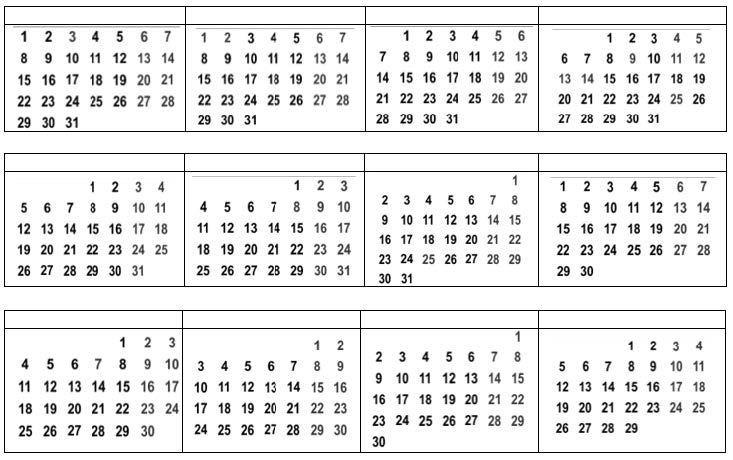 1 2 3 4 5 6 7
8 9 10 11 12 13 14
15 16 17 18 19 20 21
22 23 24 25 26 27 28
29 30 31
1 2 3 4 5 6 7
8 9 10 11 12 13 14
15 16 17 18 19 20 21
22 23 24 25 26 27 28
29 30 31
1 2 3 4 5 6
7 8 9 10 11 12 13
14 15 16 17 18 19 20
21 22 23 24 25 26 27
28 29 30 31
1 2 3 4 5
6 7 8 9 10 11 12
13 14 15 16 17 18 19
20 21 22 23 24 25 26
27 28 29 30 31
1 2 3 4
5 6 7 8 9 10 11
12 13 14 15 16 17 18
19 20 21 22 23 24 25
26 27 28 29 30 31
1 2 3
4 5 6 7 8 9 10
11 12 13 14 15 16 17
18 19 20 21 22 23 24
25 26 27 28 29 30 31
1
2 3 4 5 6 7 8
9 10 11 12 13 14 15
16 17 18 19 20 21 22
23 24 25 26 27 28 29
30 31
1 2 3 4 5 6 7
8 9 10 11 12 13 14
15 16 17 18 19 20 21
22 23 24 25 26 27 28
29 30
1 2 3
4 5 6 7 8 9 10
11 12 13 14 15 16 17
18 19 20 21 22 23 24
25 26 27 28 29 30
1 2
3 4 5 6 7 8 9
10 11 12 13 14 15 16
17 18 19 20 21 22 23
24 25 26 27 28 29 30
1
2 3 4 5 6 7 8
9 10 11 12 13 14 15
16 17 18 19 20 21 22
23 24 25 26 27 28 29
30
1 2 3 4
5 6 7 8 9 10 11
12 13 14 15 16 17 18
19 20 21 22 23 24 25
26 27 28 29